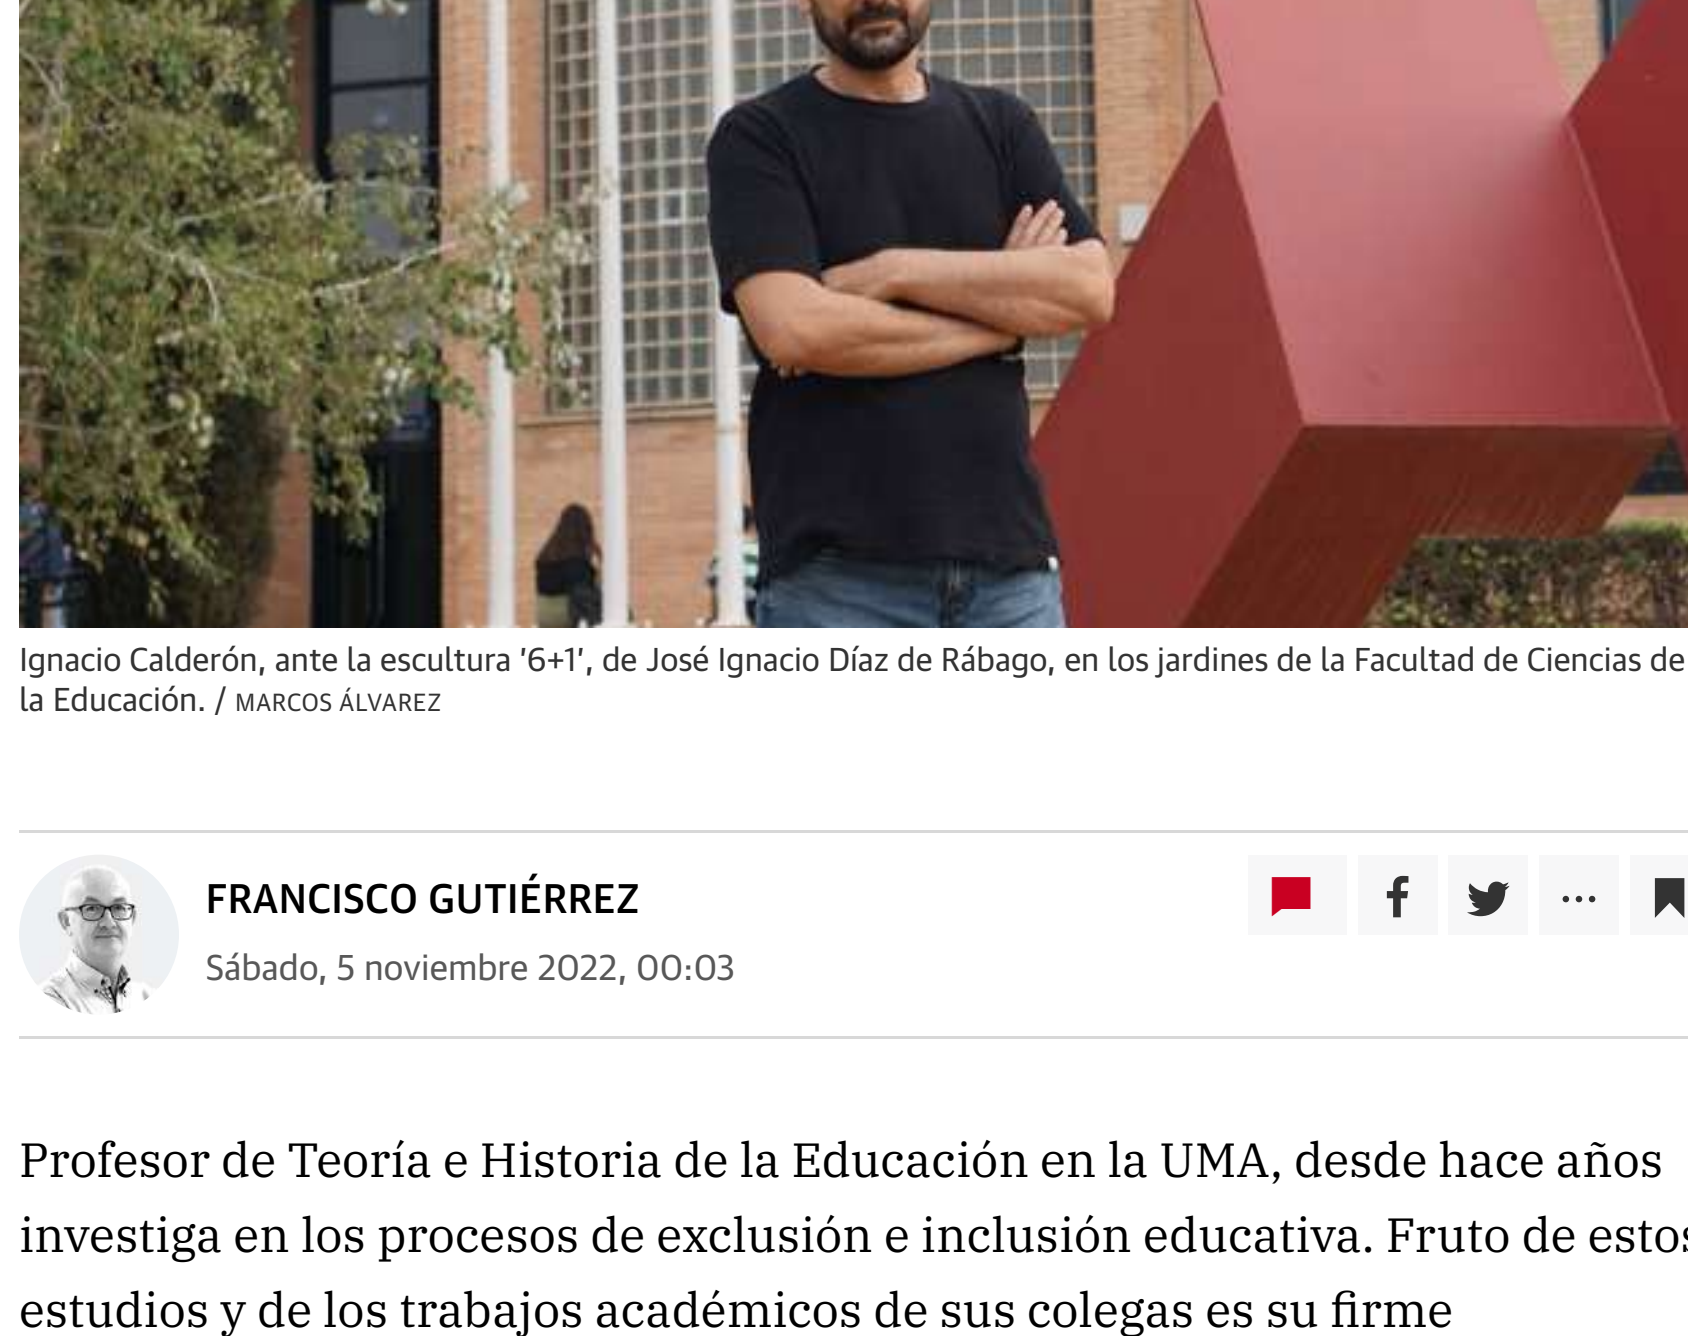 Ignacio Calderón, ante la escultura '6+1', de José Ignacio Díaz de Rábago, en los jardines de la Facultad de Ciencias de
la Educación. / MARCOS ÁLVAREZ
FRANCISCO GUTIÉRREZ
Sábado, 5 noviembre 2022, 00:03
Profesor de Teoría e Historia de la Educación en la UMA, desde hace años
investiga en los procesos de exclusión e inclusión educativa. Fruto de estos
estudios y de los trabajos académicos de sus colegas es su firme